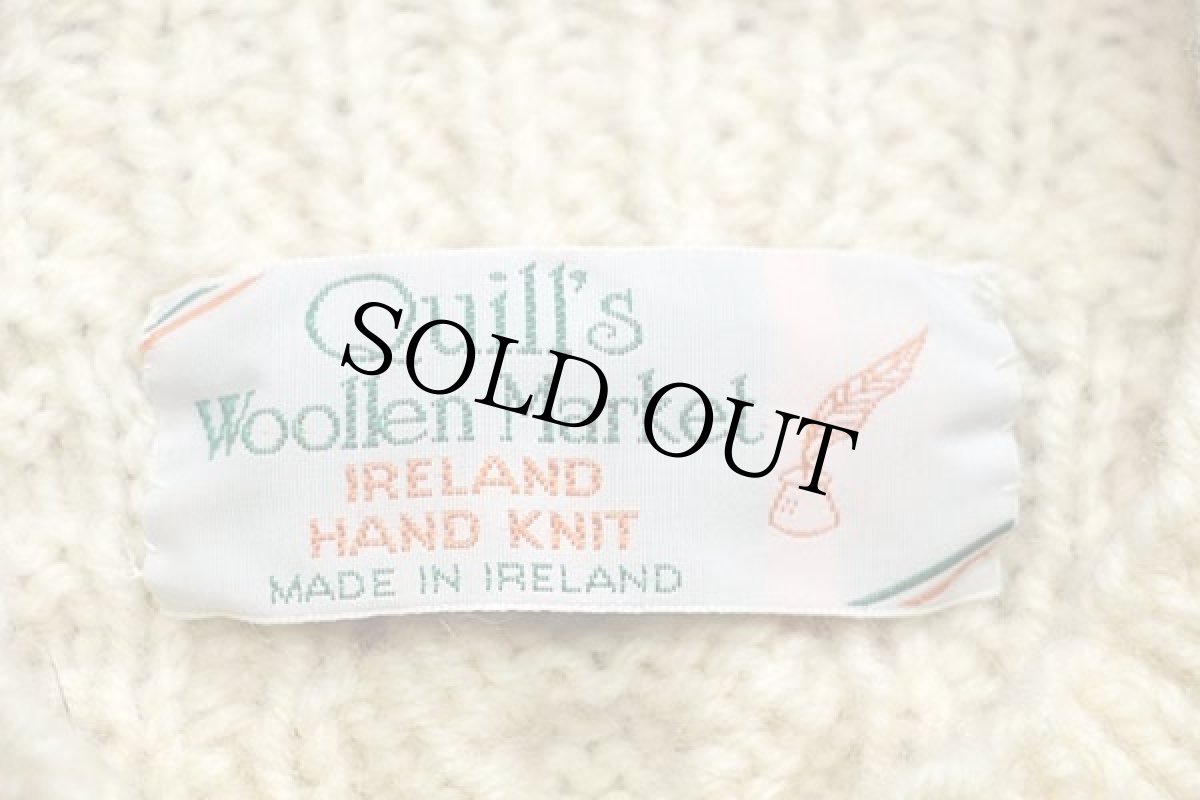 Quill's
Woollen Market
IRELAND
HAND KNIT
MADE IN IRELAND
SOLD OUT